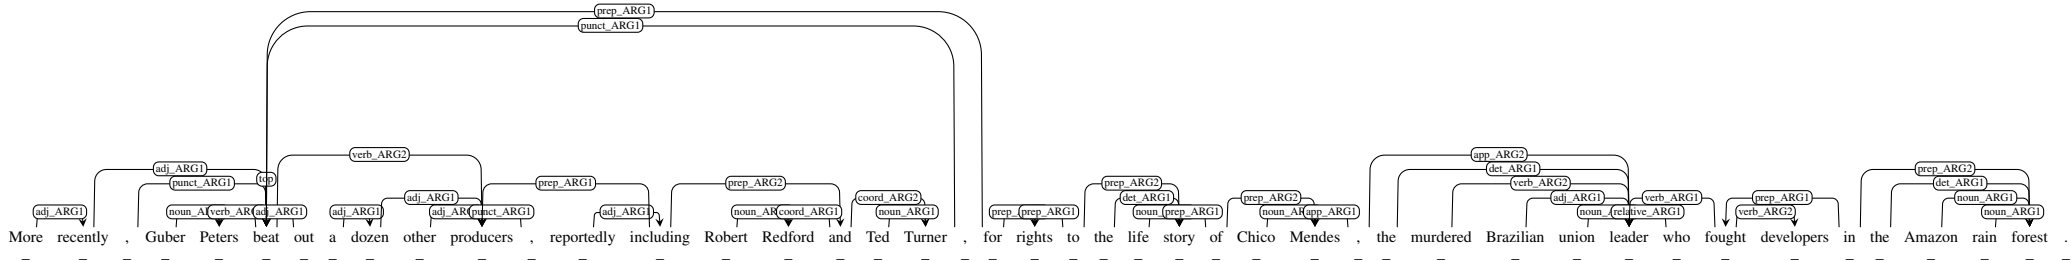 prep_ARG1
punct_ARG1
verb_ARG2 app_ARG2
adj_ARG1 det_ARG1 prep_ARG2
punct_ARG1 top prep_ARG1 prep_ARG2 prep_ARG2 verb_ARG2 det_ARG1
adj_ARG1 coord_ARG2 det_ARG1 prep_ARG2 adj_ARG1 verb_ARG1 prep_ARG1 noun_ARG1
adj_ARG1 adj_ARG1 adj_ARG1 punct_ARG1 adj_ARG1 coord_ARG1 noun_ARG1 prep_ARG1 prep_ARG1 app_ARG1 relative_ARG1 verb_ARG2 noun_ARG1
More recently , Guber Peters beat out a dozen other producers , reportedly including Robert Redford and Ted Turner , for rights to the life story of Chico Mendes , the murdered Brazilian union leader who fought developers in the Amazon rain forest .